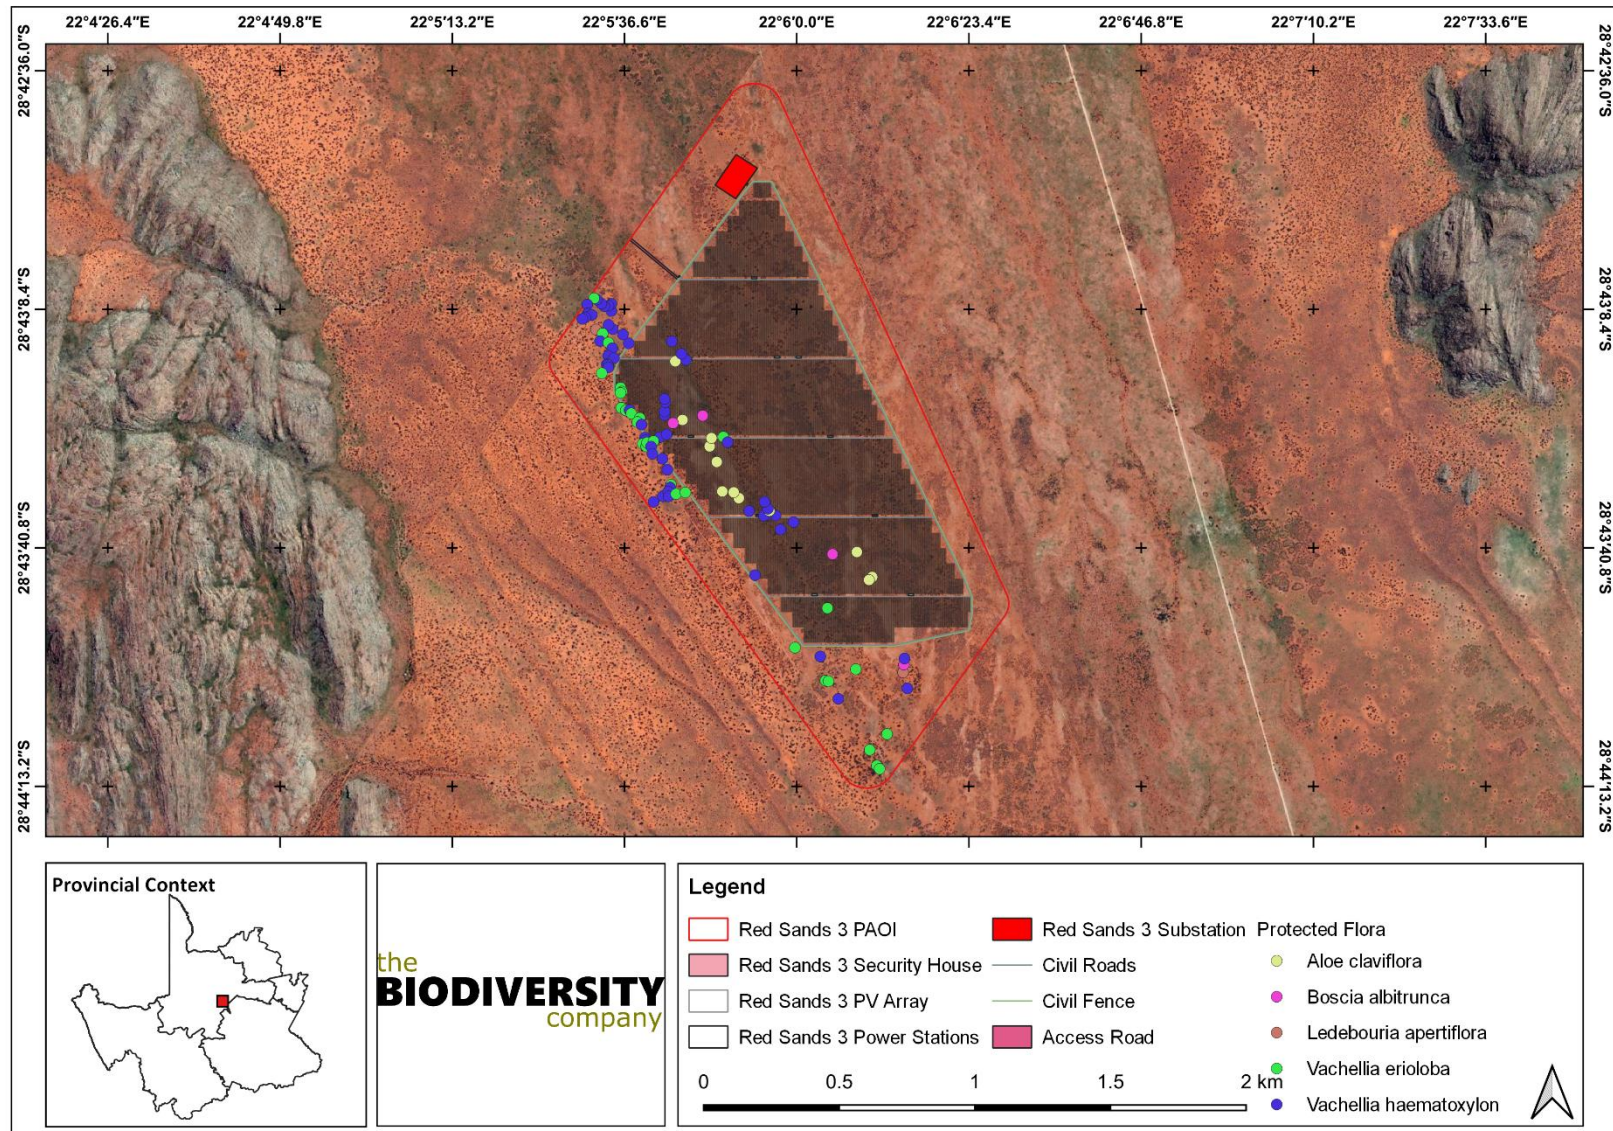 22°4'26.4"E 22°4'49.8"E 22°5'13.2"E 22°5'36.6"E 22°6'0.0"E 22°6'23.4"E 22°6'46.8"E 22°7'10.2"E 22°7'33.6"E
28°42'36.0"S 28°42'36.0"S
28°43'8.4"S 28°43'8.4"S
28°43'40.8"S 28°43'40.8"S
28°44'13.2"S 28°44'13.2"S
Provincial Context
the
BIODIVERSITY
company
Legend
Red Sands 3 PAOI
Red Sands 3 Security House
Red Sands 3 PV Array
Red Sands 3 Power Stations
Red Sands 3 Substation
Civil Roads
Civil Fence
Access Road
Protected Flora
Aloe claviflora
Boscia albitrunca
Ledebouria apertiflora
Vachellia erioloba
Vachellia haematoxylon
0 0.5 1 1.5 2 km